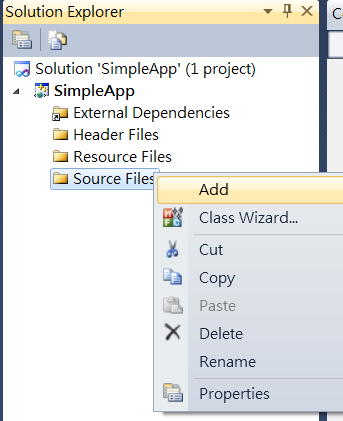 Solution Explorer
Solution 'SimpleApp' (1 project)
SimpleApp
External Dependencies
Header Files
Resource Files
Source Files
Add
Class Wizard...
Cut
Copy
Paste
Delete
Rename
Properties